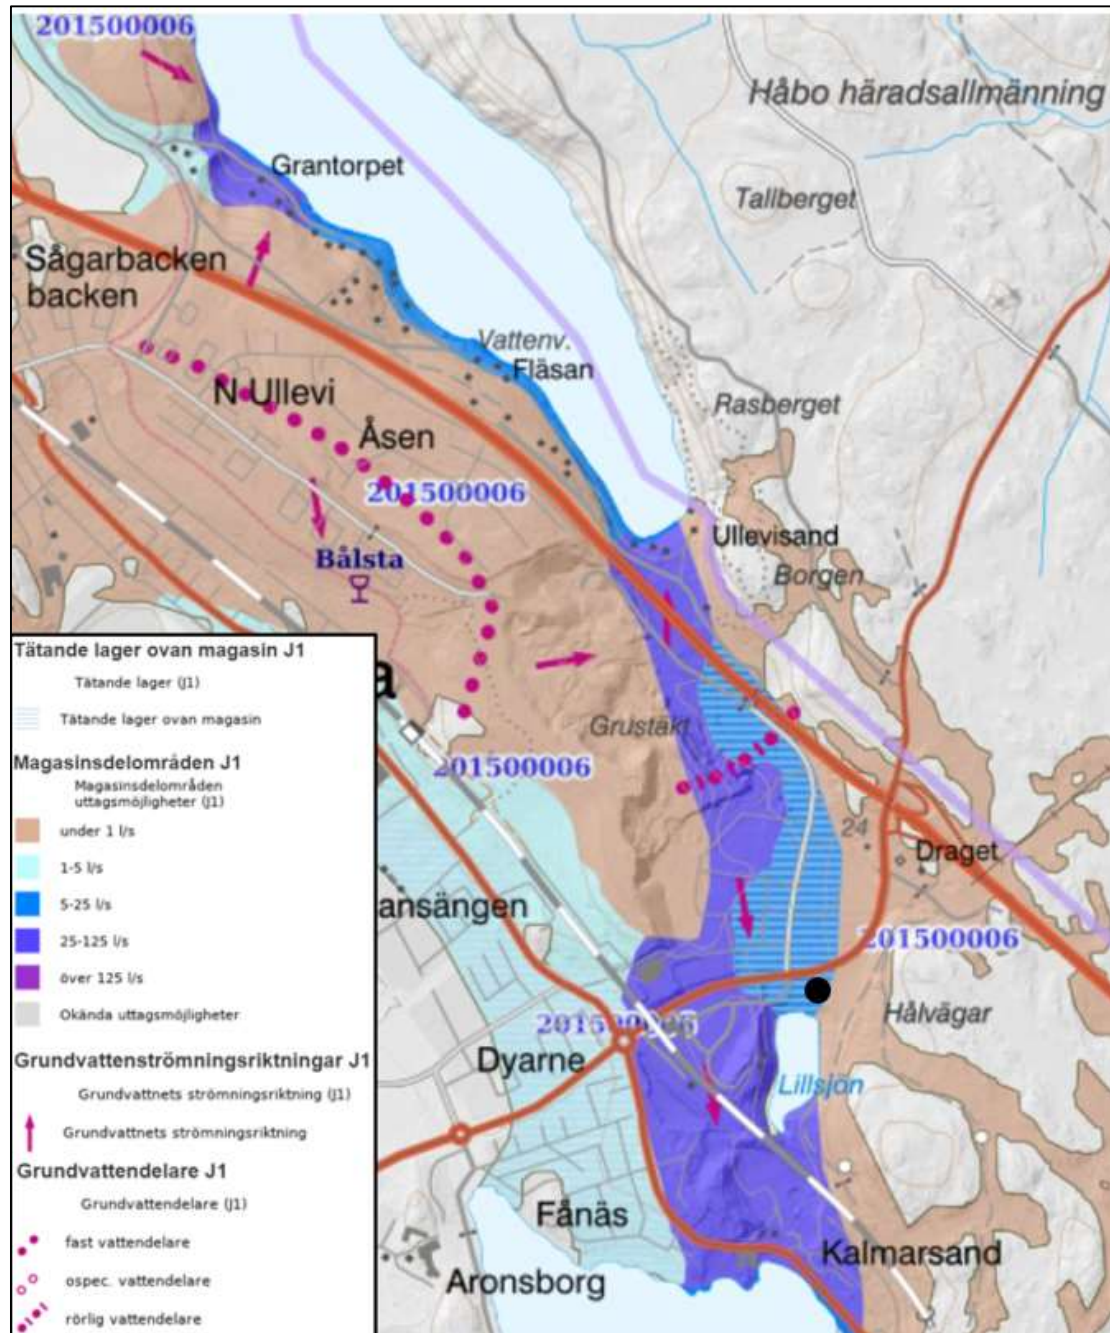 201500006
Håbo häradsallmänning
Grantorpet
Tallberget
Sågarbacken
backen
Vattenv.
Fläsan
N Ullevi
Rasberget
Åsen
201500006
Ullevisand
Bålsta
Borgen
Tätande lager ovan magasin J1
Tätande lager (J1)
Tätande lager ovan magasin
Magasinsdelområden J1
Magasinsdelområden
uttagsmöjligheter (J1)
under 1 l/s
1-5 l/s
5-25 l/s
25-125 l/s
över 125 l/s
Okända uttagsmöjligheter
Grundvattenströmningsriktningar J1
Grundvattnets strömningsriktning (J1)
Grundvattnets strömningsriktning
Grundvattendelare J1
Grundvattendelare (J1)
fast vattendelare
ospec. vattendelare
rörlig vattendelare
a
Grustäkt
201500006
24
Draget
ansängen
201500006
Hålvägar
201500006
Dyarne
Lillsjön
Fånäs
Kalmarsand
Aronsborg